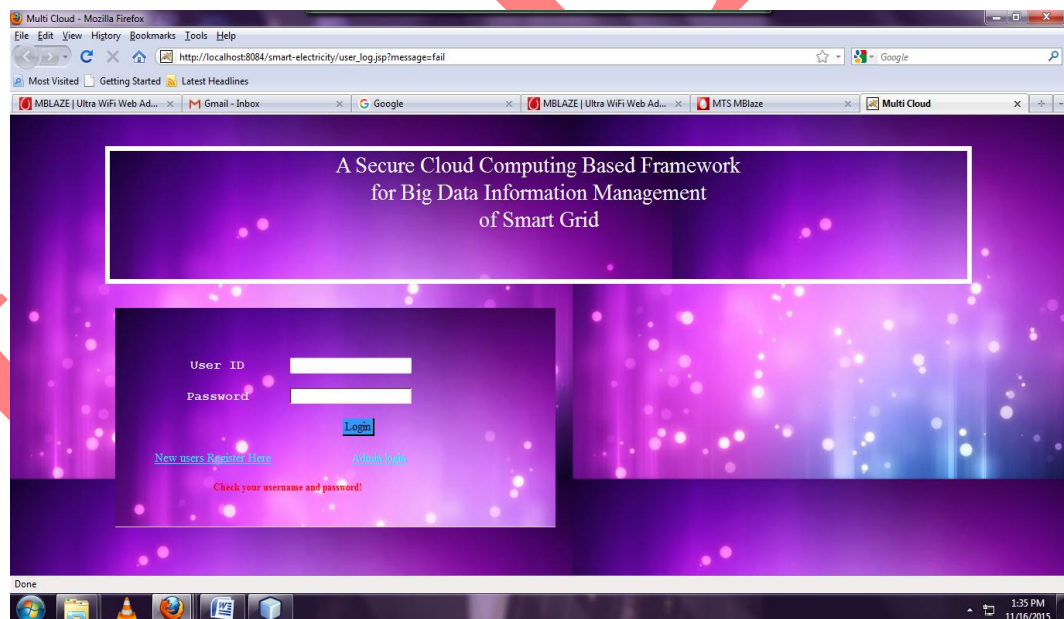 Multi Cloud - Mozilla Firefox
File Edit View History Bookmarks Tools Help
http://localhost:8084/smart-electricity/user_log.jsp?message=fail
Google
Most Visited Getting Started Latest Headlines
MBLAZE | Ultra WiFi Web Ad... M Gmail - Inbox G Google MBLAZE | Ultra WiFi Web Ad... MTS MBlaze Multi Cloud
A Secure Cloud Computing Based Framework
for Big Data Information Management
of Smart Grid
User ID
Password
Login
New users Register Here Admin login
Check your username and password!
Done
1:35 PM
11/16/2015